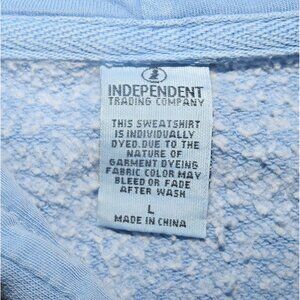 INDEPENDENT
TRADING COMPANY
THIS SWEATSHIRT
IS INDIVIDUALLY
DYED.DUE TO THE
NATURE OF
GARMENT DYEING
FABRIC COLOR MAY
BLEED OR FADE
AFTER WASH
L
MADE IN CHINA